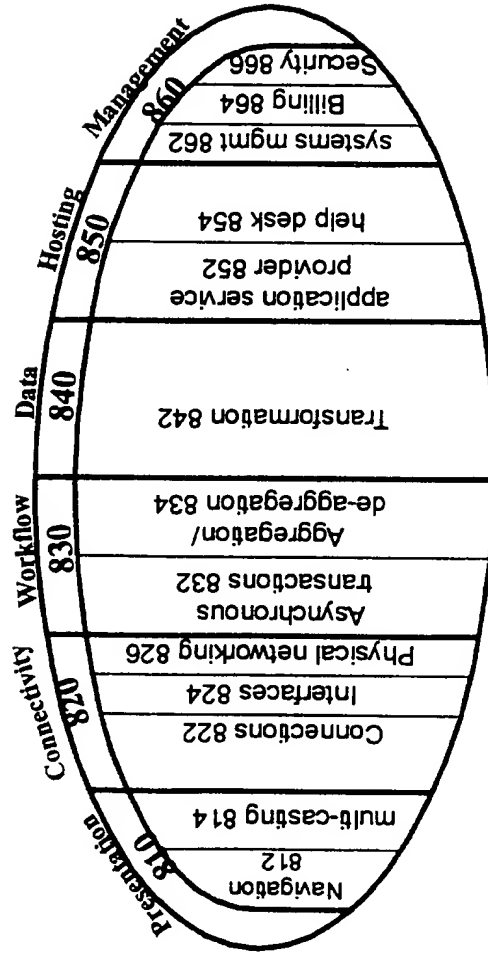 Presentation
810
Navigation
812
multi-casting 814
Connectivity
820
Connections 822
Interfaces 824
Physical networking 826
Workflow
830
Asynchronous
transactions 832
Aggregation/
de-aggregation 834
Data
840
Transformation 842
Hosting
850
application service
provider 852
help desk 854
Management
860
systems mgmt 862
Billing 864
Security 866